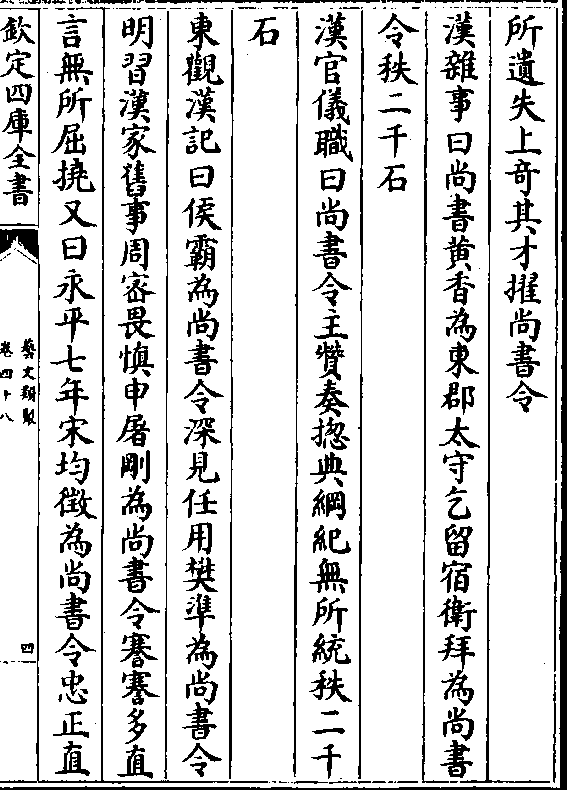 所遺失上奇其才擢尚書令
漢雜事曰尚書黄香為東郡太守乞留宿衛拜為尚書
令秩二千石
漢官儀職曰尚書令主贊奏揔典綱紀無所統秩二千
石
東觀漢記曰侯霸為尚書令深見任用樊準為尚書令
明習漢家舊事周宻畏慎申屠剛為尚書令謇謇多直
言無所屈撓又曰永平七年宋均徵為尚書令忠正直
欽定四庫全書
藝文類聚
卷四十八
四